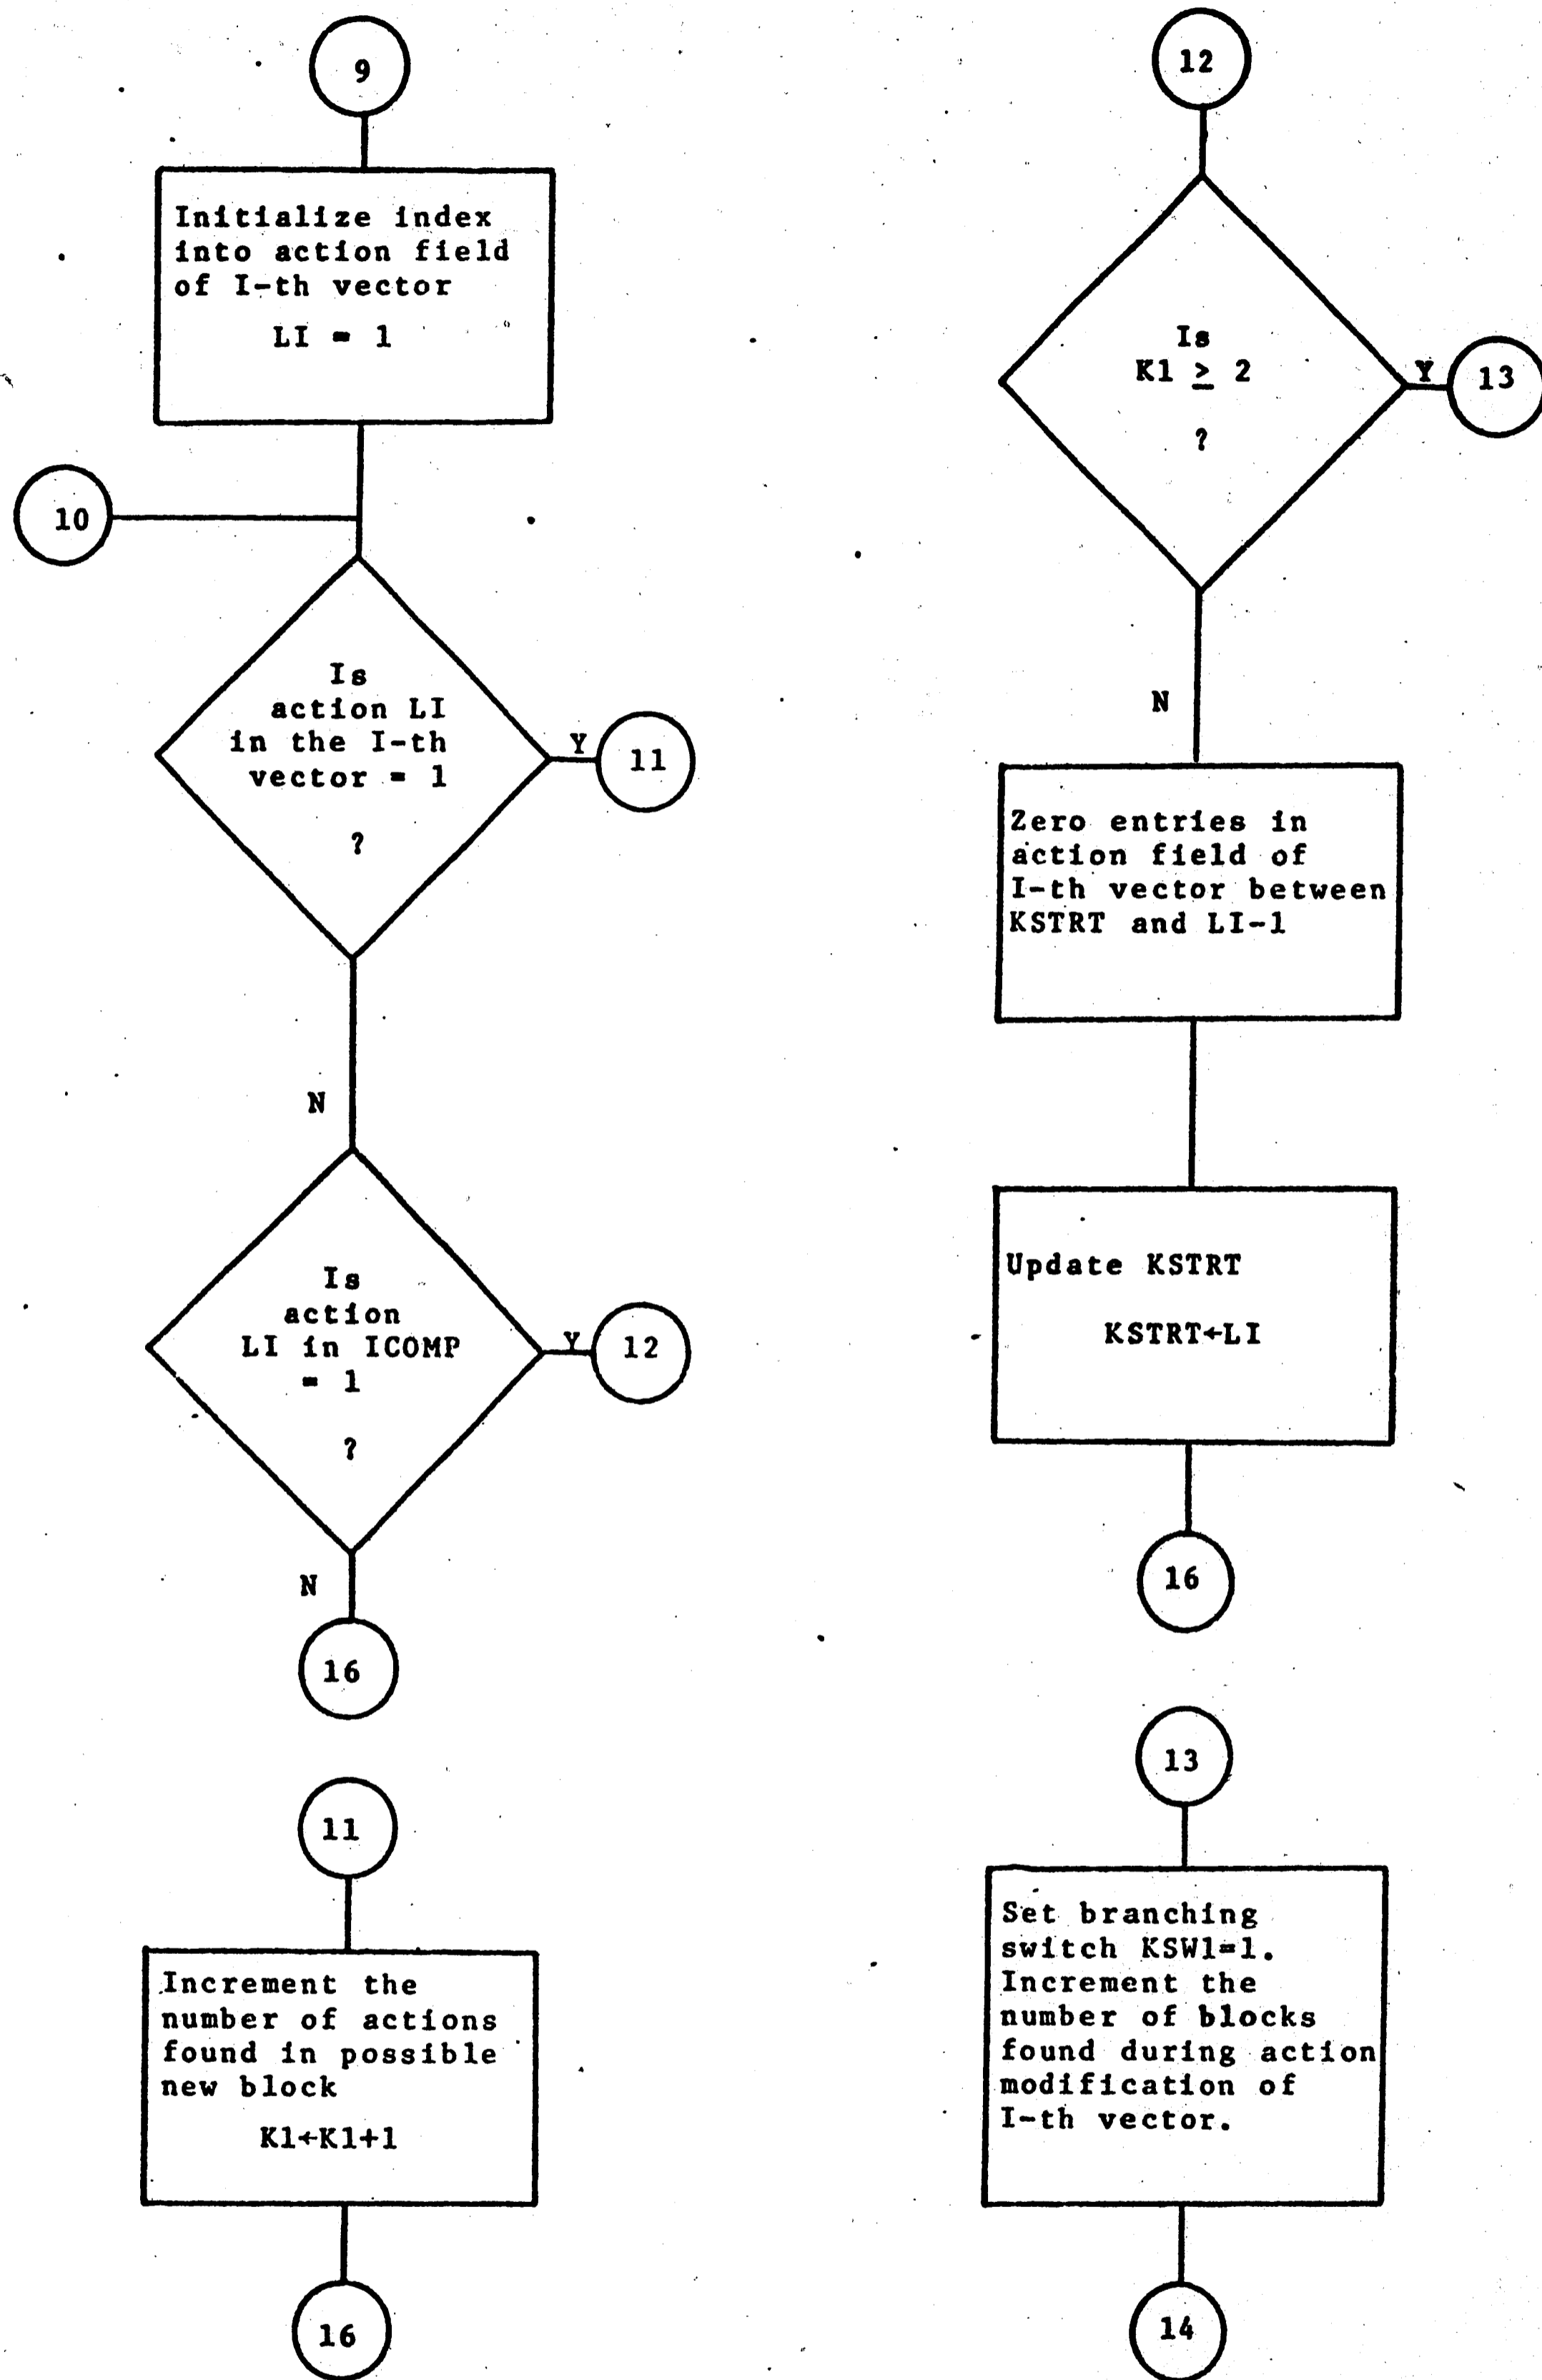 9
Initialize index
into action field
of I-th vector
LI = 1
10
Is
action LI
in the I-th
vector = 1
?
Y
11
N
Is
action
LI in ICOMP
= 1
?
Y
12
N
16
11
Increment the
number of actions
found in possible
new block
K1←K1+1
16
12
Is
K1 ≥ 2
?
Y
13
N
Zero entries in
action field of
I-th vector between
KSTRT and LI-1
Update KSTRT
KSTRT←LI
16
13
Set branching
switch KSW1=1.
Increment the
number of blocks
found during action
modification of
I-th vector.
14